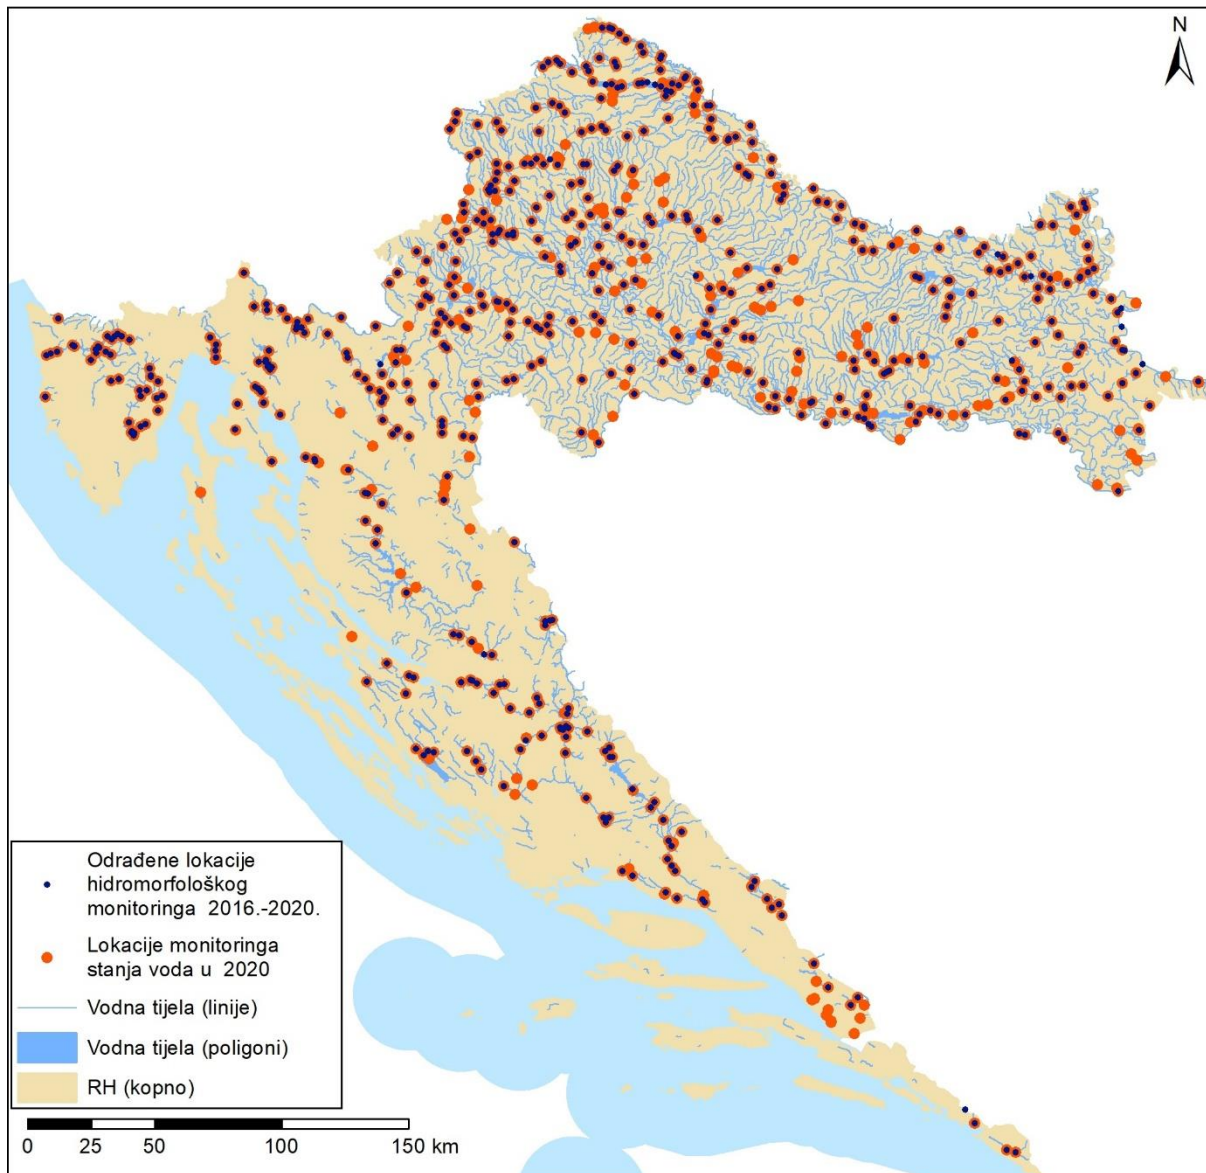 N
Odrađene lokacije
hidromorfološkog
monitoringa 2016.-2020.
Lokacije monitoringa
stanja voda u 2020
Vodna tijela (linije)
Vodna tijela (poligoni)
RH (kopno)
0 25 50 100 150 km